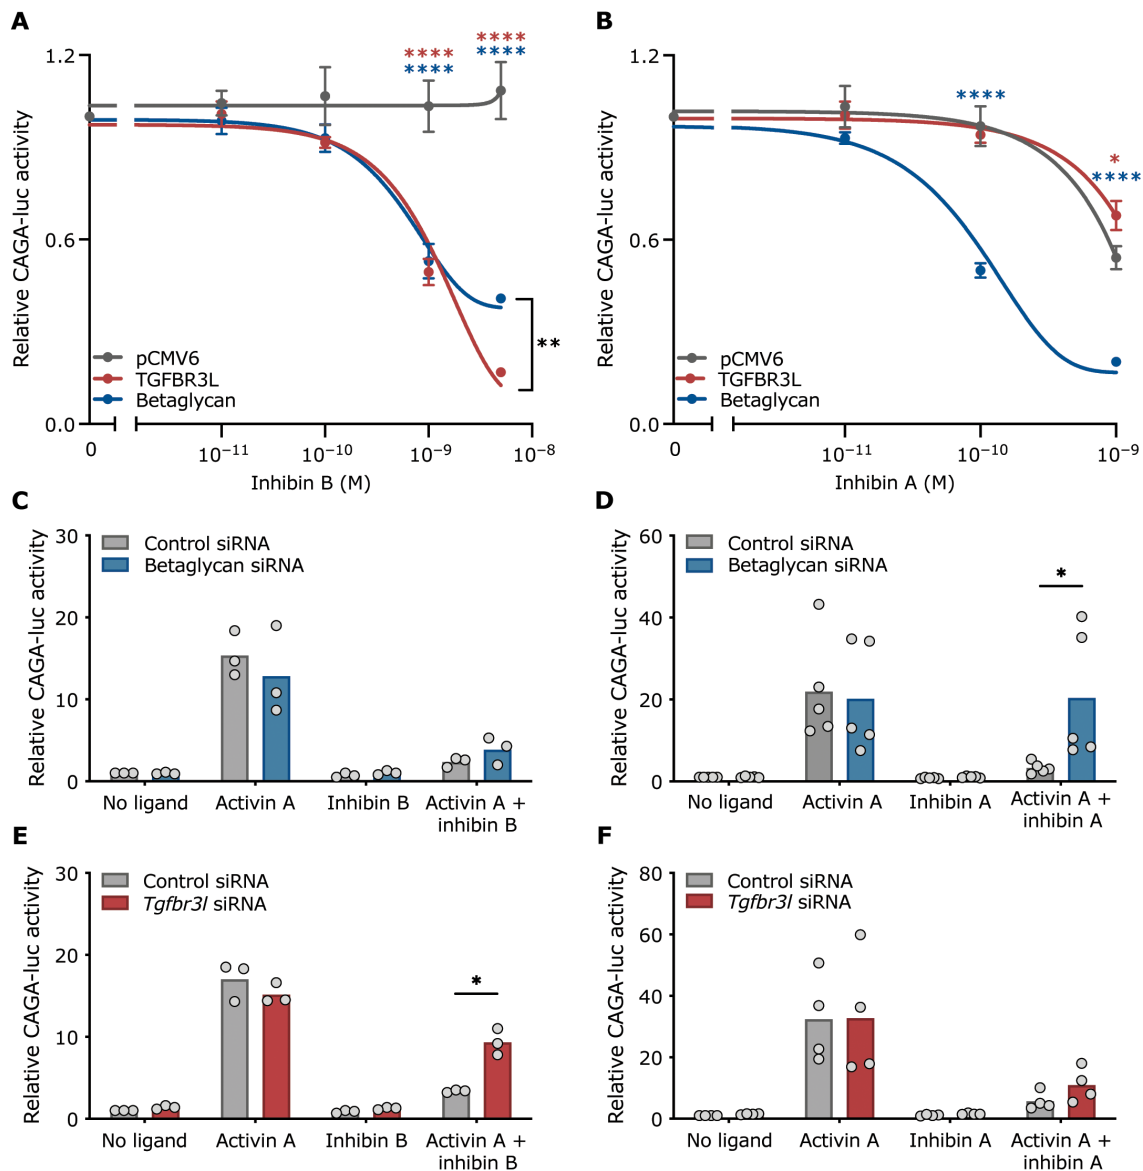 A
Relative CAGA-luc activity
1.2
0.6
0.0
****
****
****
****
**
pCMV6
TGFBR3L
Betaglycan
0
10⁻¹¹
10⁻¹⁰
10⁻⁹
10⁻⁸
Inhibin B (M)
B
Relative CAGA-luc activity
1.2
0.6
0.0
****
*
****
pCMV6
TGFBR3L
Betaglycan
0
10⁻¹¹
10⁻¹⁰
10⁻⁹
Inhibin A (M)
C
Relative CAGA-luc activity
30
20
10
0
Control siRNA
Betaglycan siRNA
No ligand
Activin A
Inhibin B
Activin A +
inhibin B
D
Relative CAGA-luc activity
60
40
20
0
Control siRNA
Betaglycan siRNA
*
No ligand
Activin A
Inhibin A
Activin A +
inhibin A
E
Relative CAGA-luc activity
30
20
10
0
Control siRNA
Tgfbr3l siRNA
*
No ligand
Activin A
Inhibin B
Activin A +
inhibin B
F
Relative CAGA-luc activity
80
60
40
20
0
Control siRNA
Tgfbr3l siRNA
No ligand
Activin A
Inhibin A
Activin A +
inhibin A